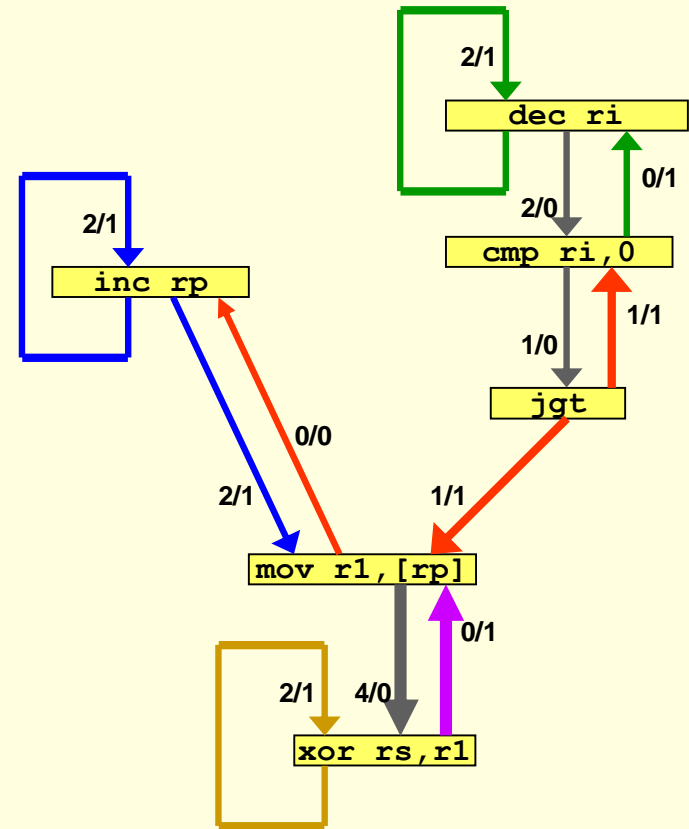 2/1
dec ri
0/1
2/0
2/1
cmp ri,0
inc rp
1/1
1/0
jgt
0/0
2/1
1/1
mov r1,[rp]
0/1
2/1
4/0
xor rs,r1